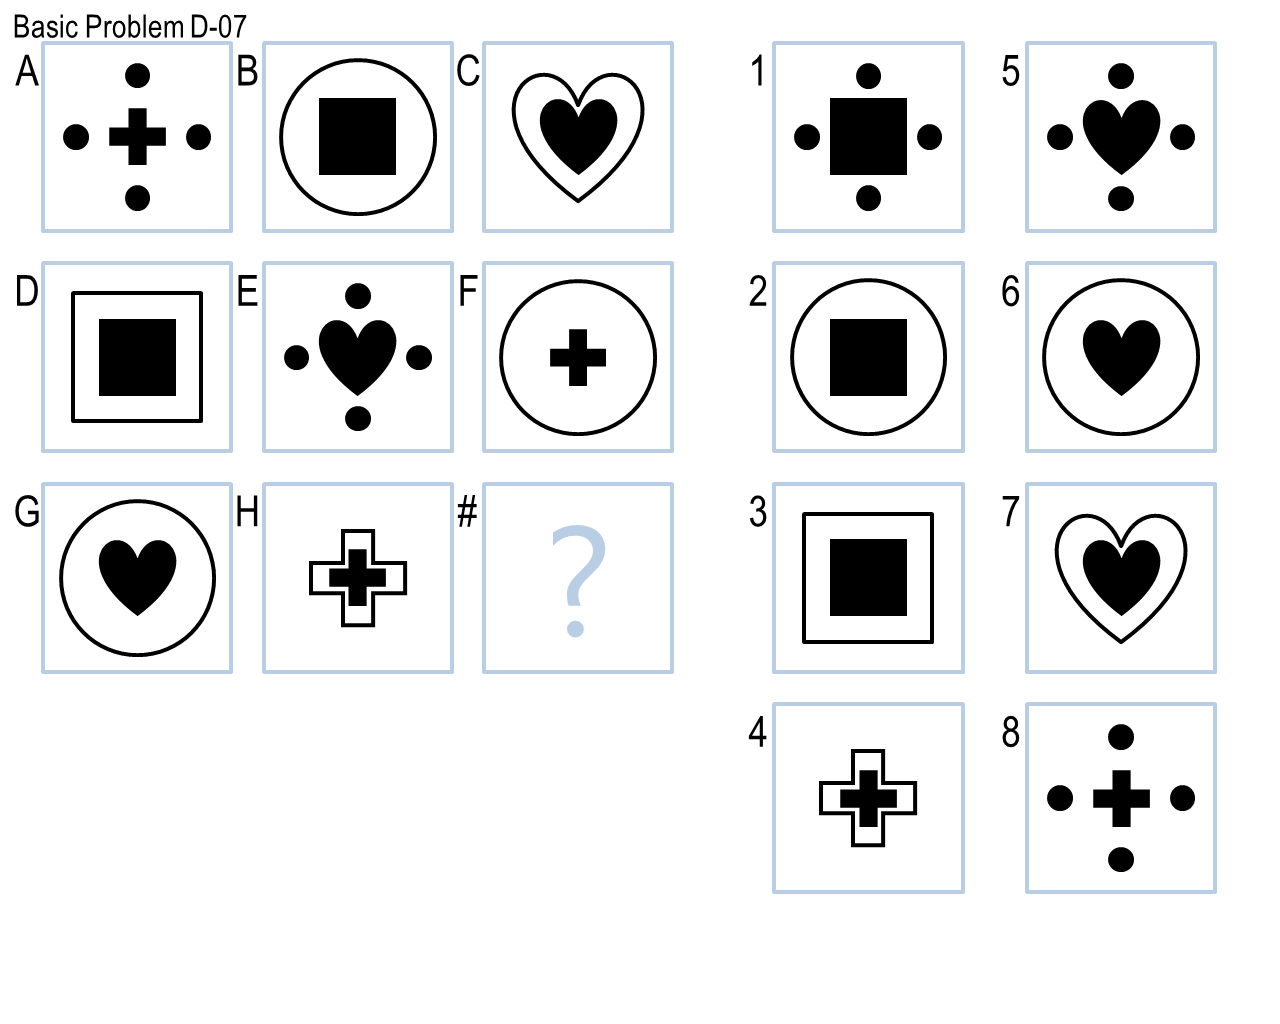 Basic Problem D-07
A B C 1 5
D E F 2 6
G H # ? 3 7
4 8